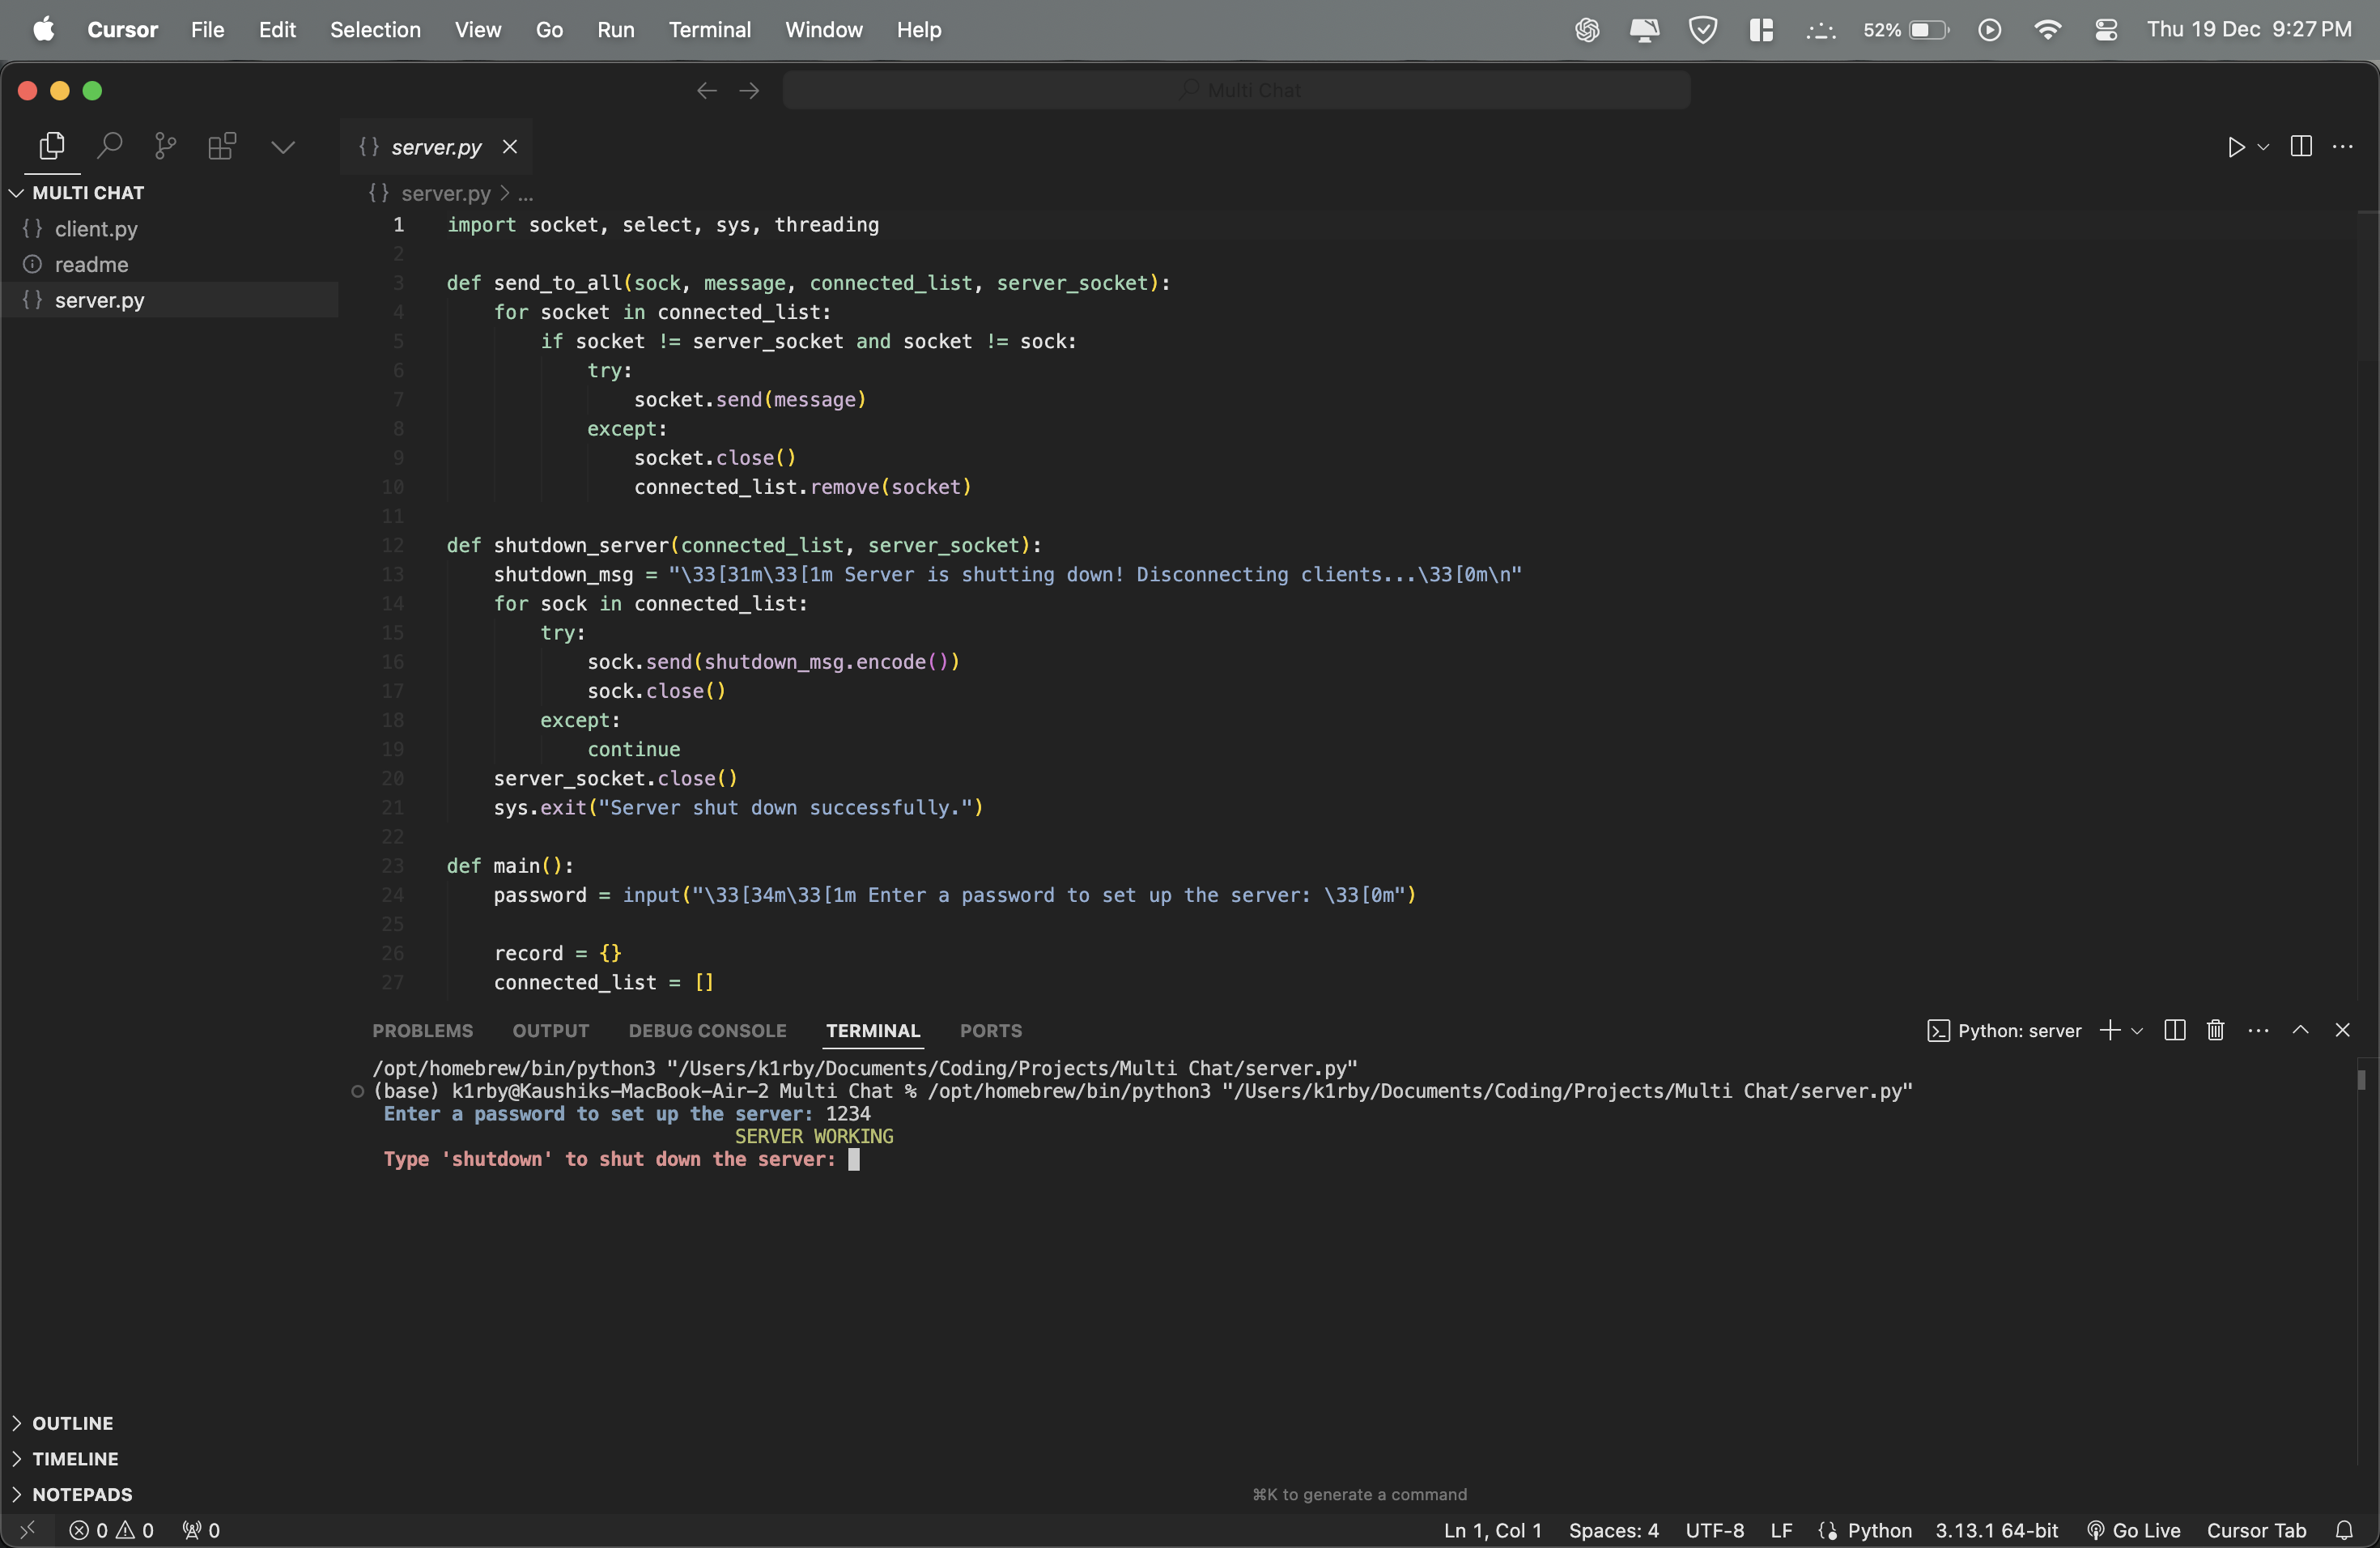 Cursor File Edit Selection View Go Run Terminal Window Help 52% Thu 19 Dec 9:27 PM
Multi Chat
{} server.py
MULTI CHAT
{} client.py
readme
{} server.py
{} server.py > ...
1 import socket, select, sys, threading
2
3 def send_to_all(sock, message, connected_list, server_socket):
4     for socket in connected_list:
5         if socket != server_socket and socket != sock:
6             try:
7                 socket.send(message)
8             except:
9                 socket.close()
10                 connected_list.remove(socket)
11
12 def shutdown_server(connected_list, server_socket):
13     shutdown_msg = "\33[31m\33[1m Server is shutting down! Disconnecting clients...\33[0m\n"
14     for sock in connected_list:
15         try:
16             sock.send(shutdown_msg.encode())
17             sock.close()
18         except:
19             continue
20     server_socket.close()
21     sys.exit("Server shut down successfully.")
22
23 def main():
24     password = input("\33[34m\33[1m Enter a password to set up the server: \33[0m")
25
26     record = {}
27     connected_list = []
PROBLEMS OUTPUT DEBUG CONSOLE TERMINAL PORTS Python: server
/opt/homebrew/bin/python3 "/Users/k1rby/Documents/Coding/Projects/Multi Chat/server.py"
(base) k1rby@Kaushiks-MacBook-Air-2 Multi Chat % /opt/homebrew/bin/python3 "/Users/k1rby/Documents/Coding/Projects/Multi Chat/server.py"
Enter a password to set up the server: 1234
SERVER WORKING
Type 'shutdown' to shut down the server:
OUTLINE
TIMELINE
NOTEPADS
⌘K to generate a command
0 0 0 Ln 1, Col 1 Spaces: 4 UTF-8 LF Python 3.13.1 64-bit Go Live Cursor Tab